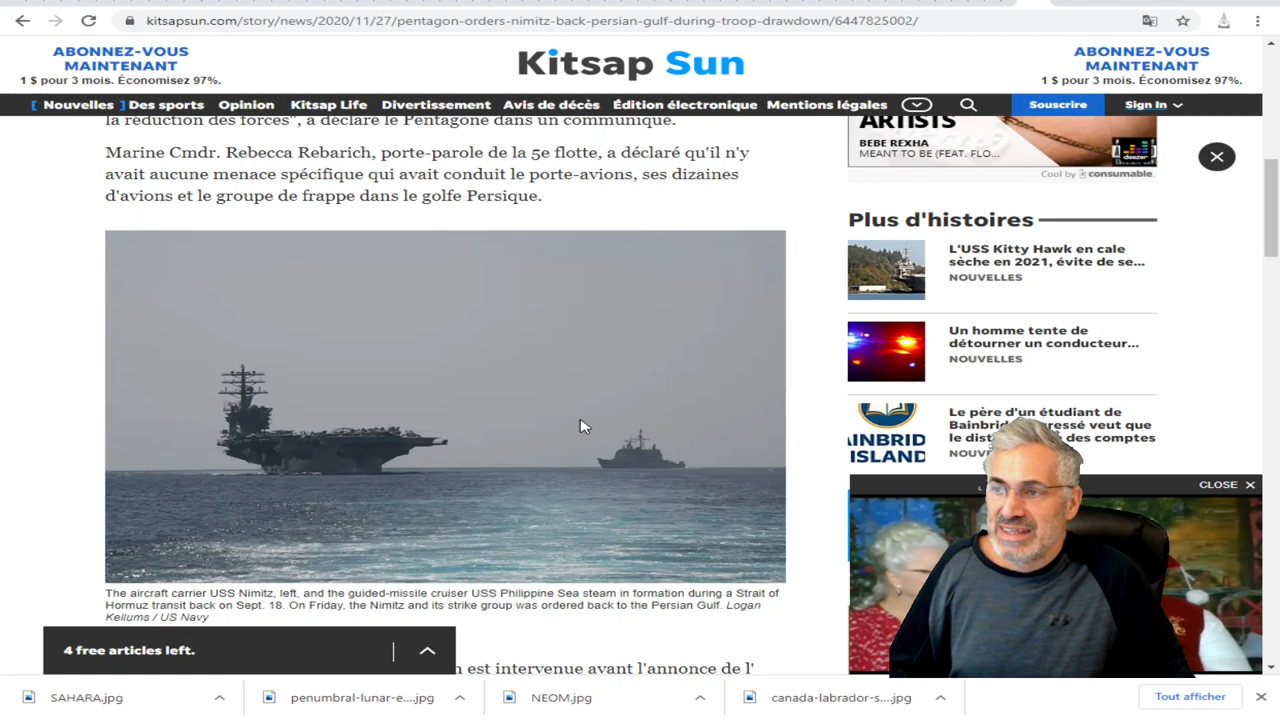 kitsapsun.com/story/news/2020/11/27/pentagon-orders-nimitz-back-persian-gulf-during-troop-drawdown/6447825002/
ABONNEZ-VOUS
MAINTENANT
1 $ pour 3 mois. Économisez 97%.
Kitsap Sun
ABONNEZ-VOUS
MAINTENANT
1 $ pour 3 mois. Économisez 97%.
[ Nouvelles ] Des sports Opinion Kitsap Life Divertissement Avis de décès Édition électronique Mentions légales Souscrire Sign In
la réduction des forces", a déclaré le Pentagone dans un communiqué.
Marine Cmdr. Rebecca Rebarich, porte-parole de la 5e flotte, a déclaré qu'il n'y
avait aucune menace spécifique qui avait conduit le porte-avions, ses dizaines
d'avions et le groupe de frappe dans le golfe Persique.
The aircraft carrier USS Nimitz, left, and the guided-missile cruiser USS Philippine Sea steam in formation during a Strait of
Hormuz transit back on Sept. 18. On Friday, the Nimitz and its strike group was ordered back to the Persian Gulf. Logan
Kellums / US Navy
4 free articles left.
n est intervenue avant l'annonce de l'
ARTISTS
BEBE REXHA
MEANT TO BE (FEAT. FLO...
deezer
Cool by consumable.
Plus d'histoires
L'USS Kitty Hawk en cale
sèche en 2021, évite de se...
NOUVELLES
Un homme tente de
détourner un conducteur...
NOUVELLES
AINBRID
ISLAND
Le père d'un étudiant de
Bainbridge agressé veut que
le dist des comptes
NOUV
CLOSE
SAHARA.jpg
penumbral-lunar-e....jpg
NEOM.jpg
canada-labrador-s....jpg
Tout afficher